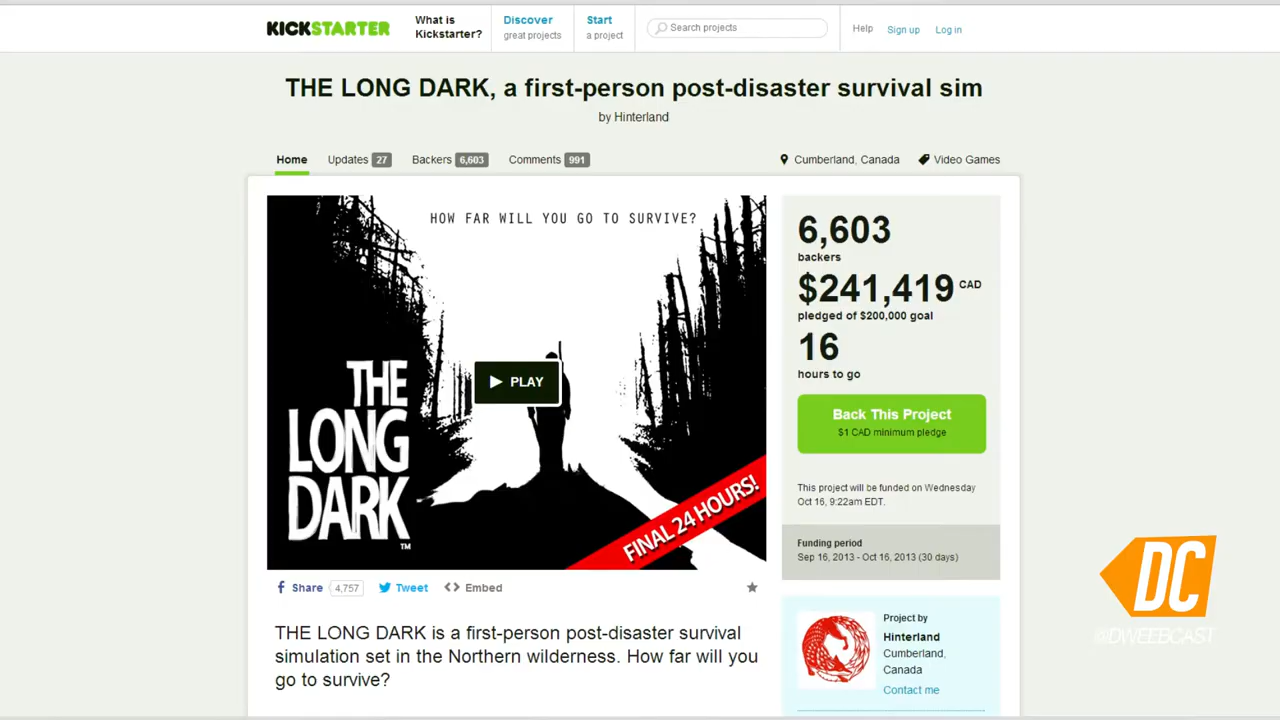 KICKSTARTER
What is
Kickstarter?
Discover
great projects
Start
a project
Search projects
Help
Sign up
Log in
THE LONG DARK, a first-person post-disaster survival sim
by Hinterland
Home
Updates 27
Backers 6,603
Comments 991
Cumberland, Canada
Video Games
HOW FAR WILL YOU GO TO SURVIVE?
PLAY
THE
LONG
DARK™
FINAL 24 HOURS!
6,603
backers
$241,419 CAD
pledged of $200,000 goal
16
hours to go
Back This Project
$1 CAD minimum pledge
This project will be funded on Wednesday
Oct 16, 9:22am EDT.
Funding period
Sep 16, 2013 - Oct 16, 2013 (30 days)
Share 4,757
Tweet
Embed
THE LONG DARK is a first-person post-disaster survival
simulation set in the Northern wilderness. How far will you
go to survive?
Project by
Hinterland
Cumberland,
Canada
Contact me
DC
@DWEEBCAST